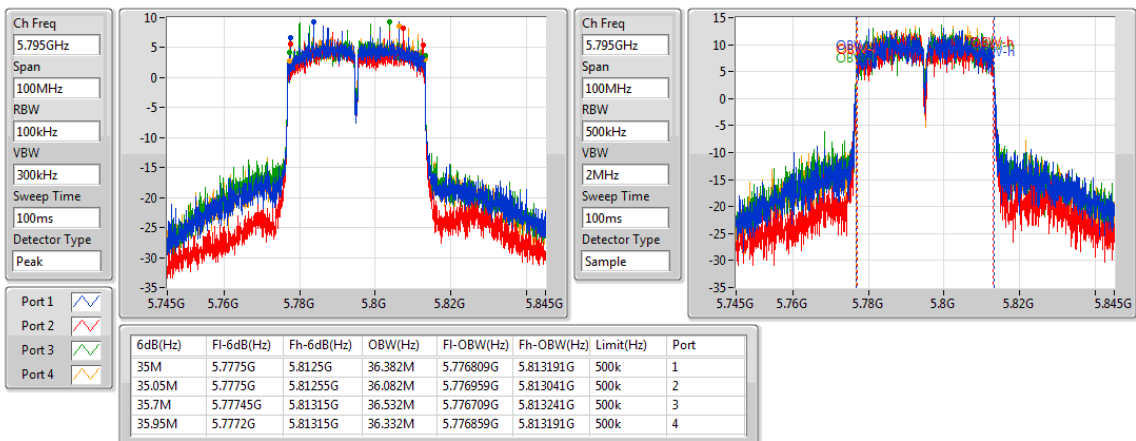 Ch Freq
5.795GHz
Span
100MHz
RBW
100kHz
VBW
300kHz
Sweep Time
100ms
Detector Type
Peak
10
5
0
-5
-10
-15
-20
-25
-30
-35
5.745G
5.76G
5.78G
5.8G
5.82G
5.845G
Ch Freq
5.795GHz
Span
100MHz
RBW
500kHz
VBW
2MHz
Sweep Time
100ms
Detector Type
Sample
15
10
5
0
-5
-10
-15
-20
-25
-30
-35
5.745G
5.76G
5.78G
5.8G
5.82G
5.845G
Port 1
Port 2
Port 3
Port 4
6dB(Hz) Fl-6dB(Hz) Fh-6dB(Hz) OBW(Hz) Fl-OBW(Hz) Fh-OBW(Hz) Limit(Hz) Port
35M 5.7775G 5.8125G 36.382M 5.776809G 5.813191G 500k 1
35.05M 5.7775G 5.81255G 36.082M 5.776959G 5.813041G 500k 2
35.7M 5.77745G 5.81315G 36.532M 5.776709G 5.813241G 500k 3
35.95M 5.7772G 5.81315G 36.332M 5.776859G 5.813191G 500k 4